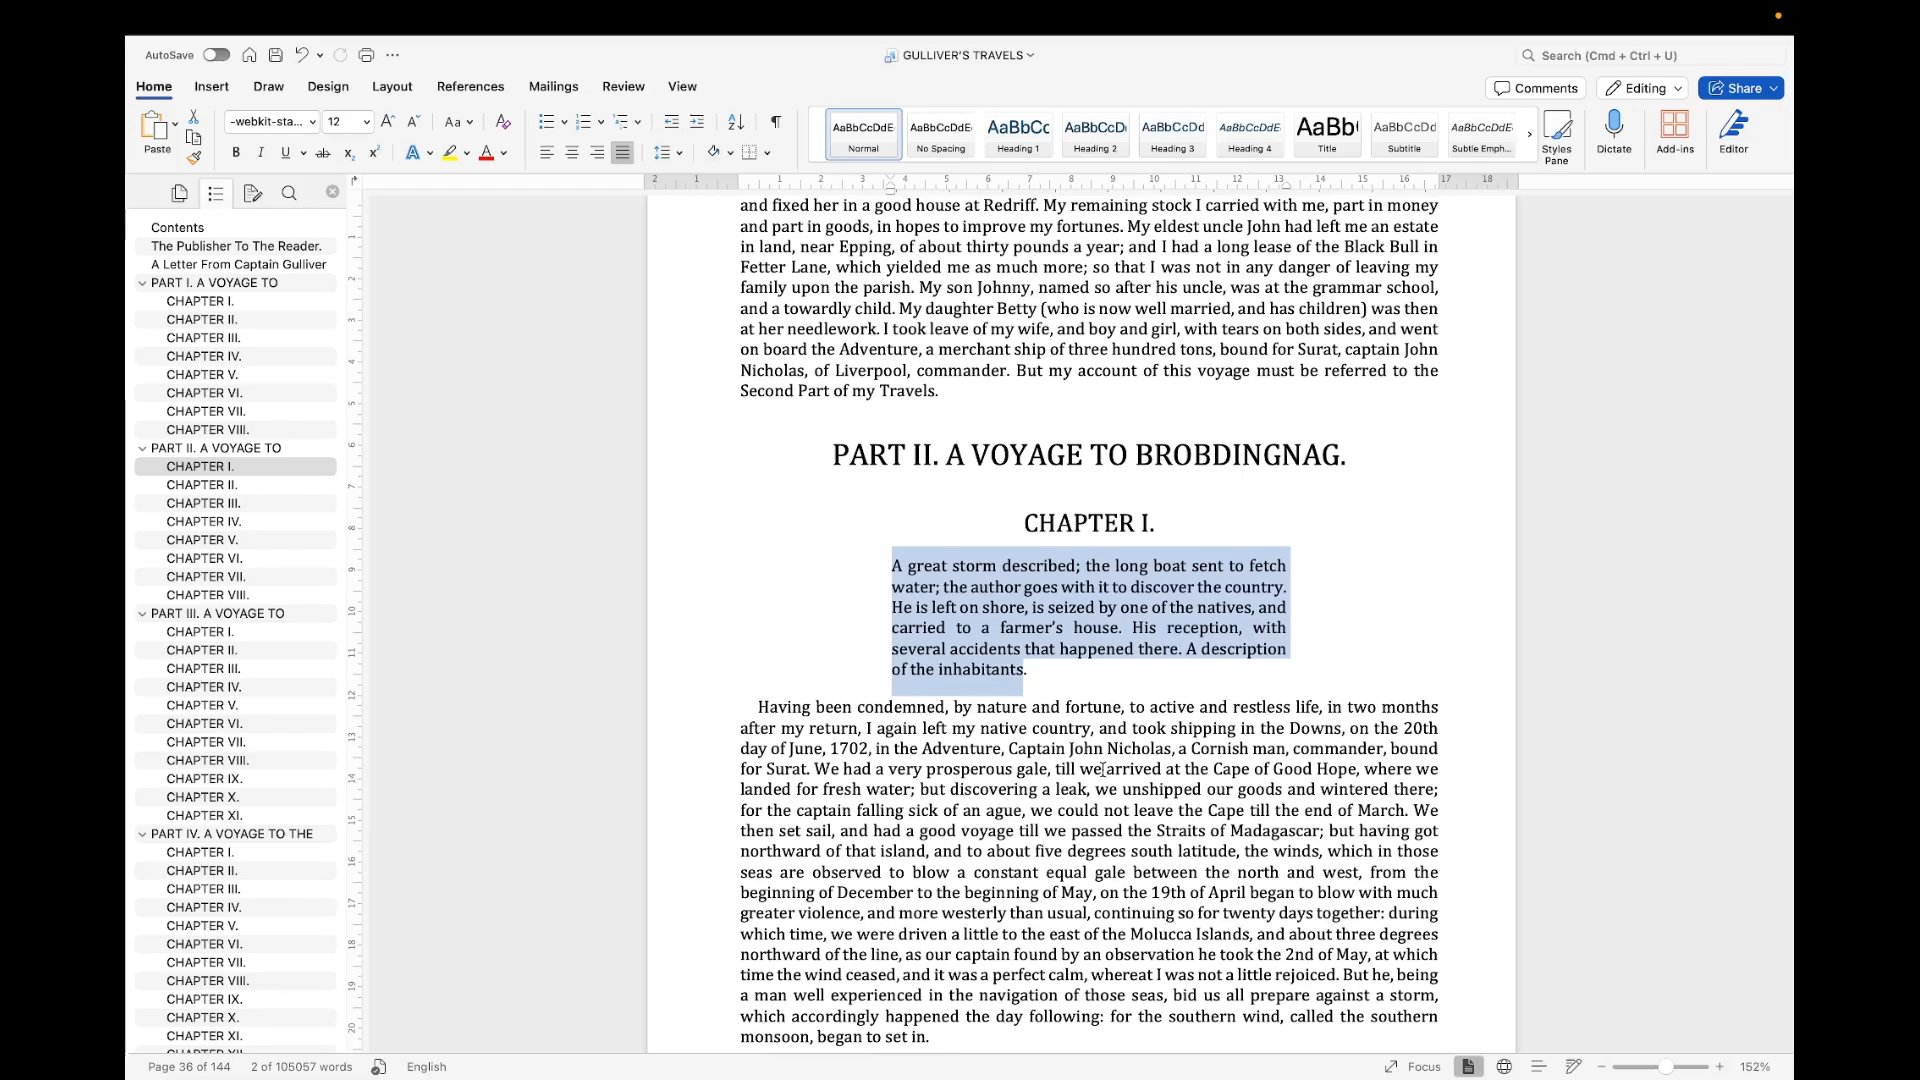 AutoSave
GULLIVER'S TRAVELS
Search (Cmd + Ctrl + U)
Home Insert Draw Design Layout References Mailings Review View
Comments Editing Share
Paste
-webkit-sta... 12 Aa
B I U ab x₂ x² A A
AaBbCcDdE Normal
AaBbCcDdE No Spacing
AaBbCc Heading 1
AaBbCcD Heading 2
AaBbCcDd Heading 3
AaBbCcDdE Heading 4
AaBb Title
AaBbCcDd Subtitle
AaBbCcDdE Subtle Emph...
Styles Pane
Dictate
Add-ins
Editor
2 1 1 2 3 4 5 6 7 8 9 10 11 12 13 14 15 16 17 18
Contents
The Publisher To The Reader.
A Letter From Captain Gulliver
PART I. A VOYAGE TO
CHAPTER I.
CHAPTER II.
CHAPTER III.
CHAPTER IV.
CHAPTER V.
CHAPTER VI.
CHAPTER VII.
CHAPTER VIII.
PART II. A VOYAGE TO
CHAPTER I.
CHAPTER II.
CHAPTER III.
CHAPTER IV.
CHAPTER V.
CHAPTER VI.
CHAPTER VII.
CHAPTER VIII.
PART III. A VOYAGE TO
CHAPTER I.
CHAPTER II.
CHAPTER III.
CHAPTER IV.
CHAPTER V.
CHAPTER VI.
CHAPTER VII.
CHAPTER VIII.
CHAPTER IX.
CHAPTER X.
CHAPTER XI.
PART IV. A VOYAGE TO THE
CHAPTER I.
CHAPTER II.
CHAPTER III.
CHAPTER IV.
CHAPTER V.
CHAPTER VI.
CHAPTER VII.
CHAPTER VIII.
CHAPTER IX.
CHAPTER X.
CHAPTER XI.
CHAPTER XII.
and fixed her in a good house at Redriff. My remaining stock I carried with me, part in money
and part in goods, in hopes to improve my fortunes. My eldest uncle John had left me an estate
in land, near Epping, of about thirty pounds a year; and I had a long lease of the Black Bull in
Fetter Lane, which yielded me as much more; so that I was not in any danger of leaving my
family upon the parish. My son Johnny, named so after his uncle, was at the grammar school,
and a towardly child. My daughter Betty (who is now well married, and has children) was then
at her needlework. I took leave of my wife, and boy and girl, with tears on both sides, and went
on board the Adventure, a merchant ship of three hundred tons, bound for Surat, captain John
Nicholas, of Liverpool, commander. But my account of this voyage must be referred to the
Second Part of my Travels.
PART II. A VOYAGE TO BROBDINGNAG.
CHAPTER I.
A great storm described; the long boat sent to fetch
water; the author goes with it to discover the country.
He is left on shore, is seized by one of the natives, and
carried to a farmer's house. His reception, with
several accidents that happened there. A description
of the inhabitants.
Having been condemned, by nature and fortune, to active and restless life, in two months
after my return, I again left my native country, and took shipping in the Downs, on the 20th
day of June, 1702, in the Adventure, Captain John Nicholas, a Cornish man, commander, bound
for Surat. We had a very prosperous gale, till we arrived at the Cape of Good Hope, where we
landed for fresh water; but discovering a leak, we unshipped our goods and wintered there;
for the captain falling sick of an ague, we could not leave the Cape till the end of March. We
then set sail, and had a good voyage till we passed the Straits of Madagascar; but having got
northward of that island, and to about five degrees south latitude, the winds, which in those
seas are observed to blow a constant equal gale between the north and west, from the
beginning of December to the beginning of May, on the 19th of April began to blow with much
greater violence, and more westerly than usual, continuing so for twenty days together: during
which time, we were driven a little to the east of the Molucca Islands, and about three degrees
northward of the line, as our captain found by an observation he took the 2nd of May, at which
time the wind ceased, and it was a perfect calm, whereat I was not a little rejoiced. But he, being
a man well experienced in the navigation of those seas, bid us all prepare against a storm,
which accordingly happened the day following: for the southern wind, called the southern
monsoon, began to set in.
Page 36 of 144 2 of 105057 words English
Focus 152%